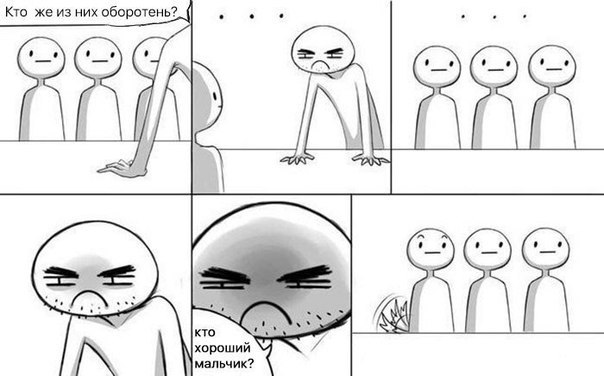 Кто же из них оборотень?
. . .
. . .
кто
хороший
мальчик?